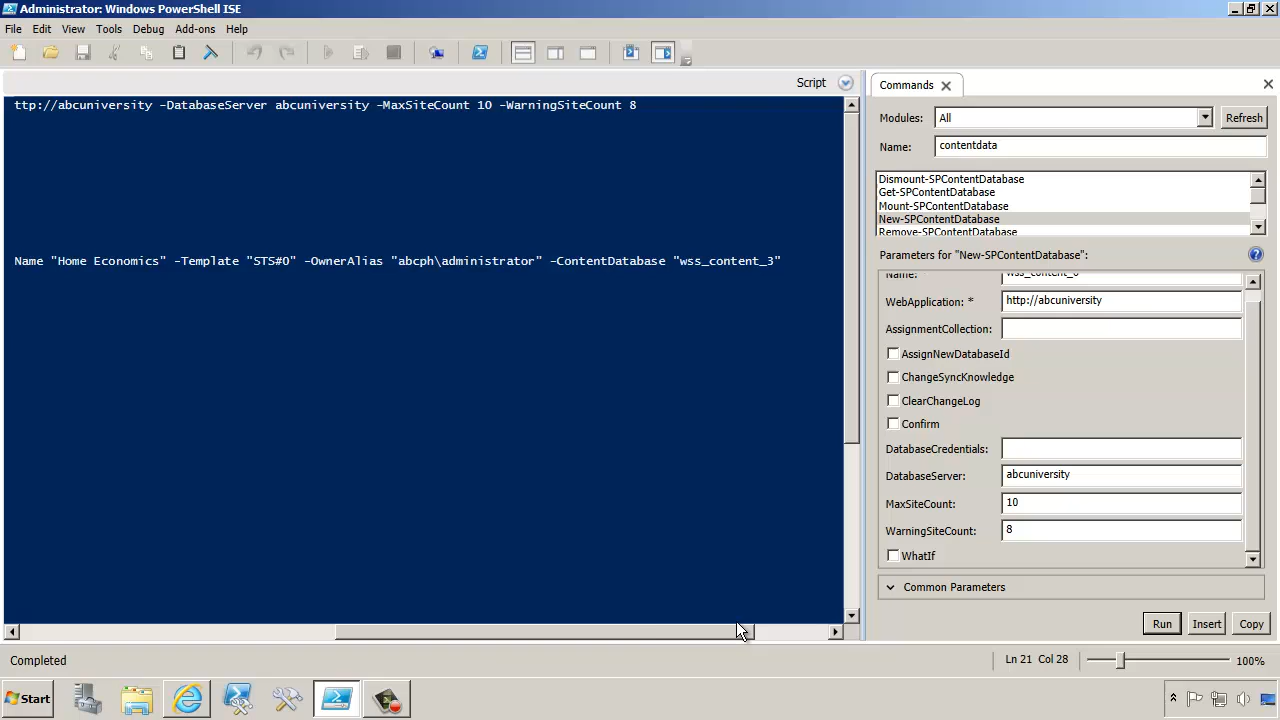 Administrator: Windows PowerShell ISE
File Edit View Tools Debug Add-ons Help
Script
ttp://abcuniversity -DatabaseServer abcuniversity -MaxSiteCount 10 -WarningSiteCount 8
Name "Home Economics" -Template "STS#0" -OwnerAlias "abcph\administrator" -ContentDatabase "wss_content_3"
Commands
Modules: All Refresh
Name: contentdata
Dismount-SPContentDatabase
Get-SPContentDatabase
Mount-SPContentDatabase
New-SPContentDatabase
Remove-SPContentDatabase
Parameters for "New-SPContentDatabase":
Name:
WebApplication: * http://abcuniversity
AssignmentCollection:
AssignNewDatabaseId
ChangeSyncKnowledge
ClearChangeLog
Confirm
DatabaseCredentials:
DatabaseServer: abcuniversity
MaxSiteCount: 10
WarningSiteCount: 8
WhatIf
Common Parameters
Run Insert Copy
Completed
Ln 21 Col 28
100%
Start